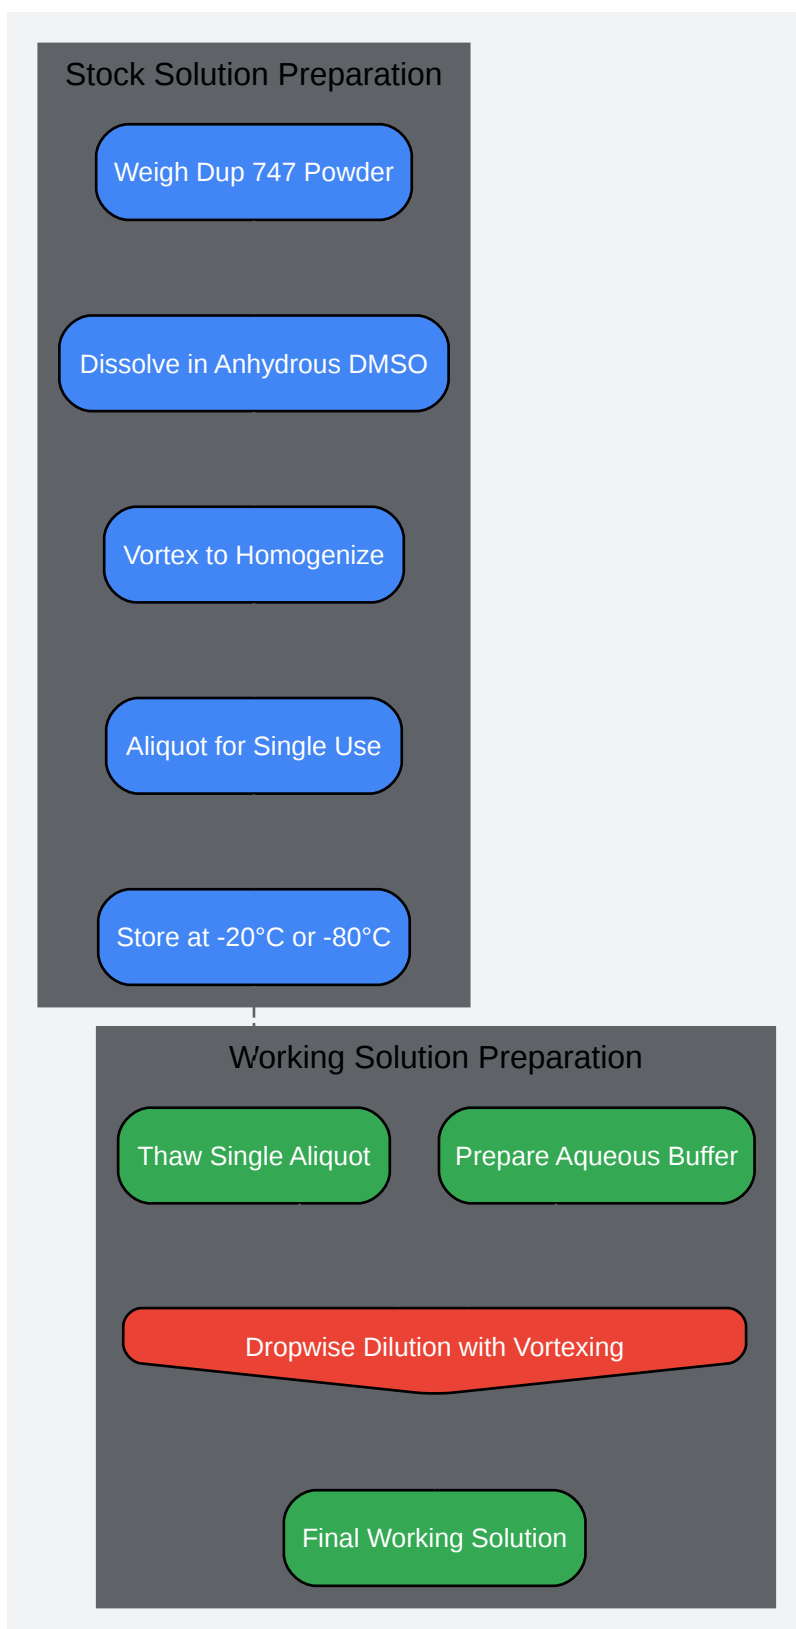 Stock Solution Preparation
Weigh Dup 747 Powder
Dissolve in Anhydrous DMSO
Vortex to Homogenize
Aliquot for Single Use
Store at -20°C or -80°C
Working Solution Preparation
Thaw Single Aliquot
Prepare Aqueous Buffer
Dropwise Dilution with Vortexing
Final Working Solution